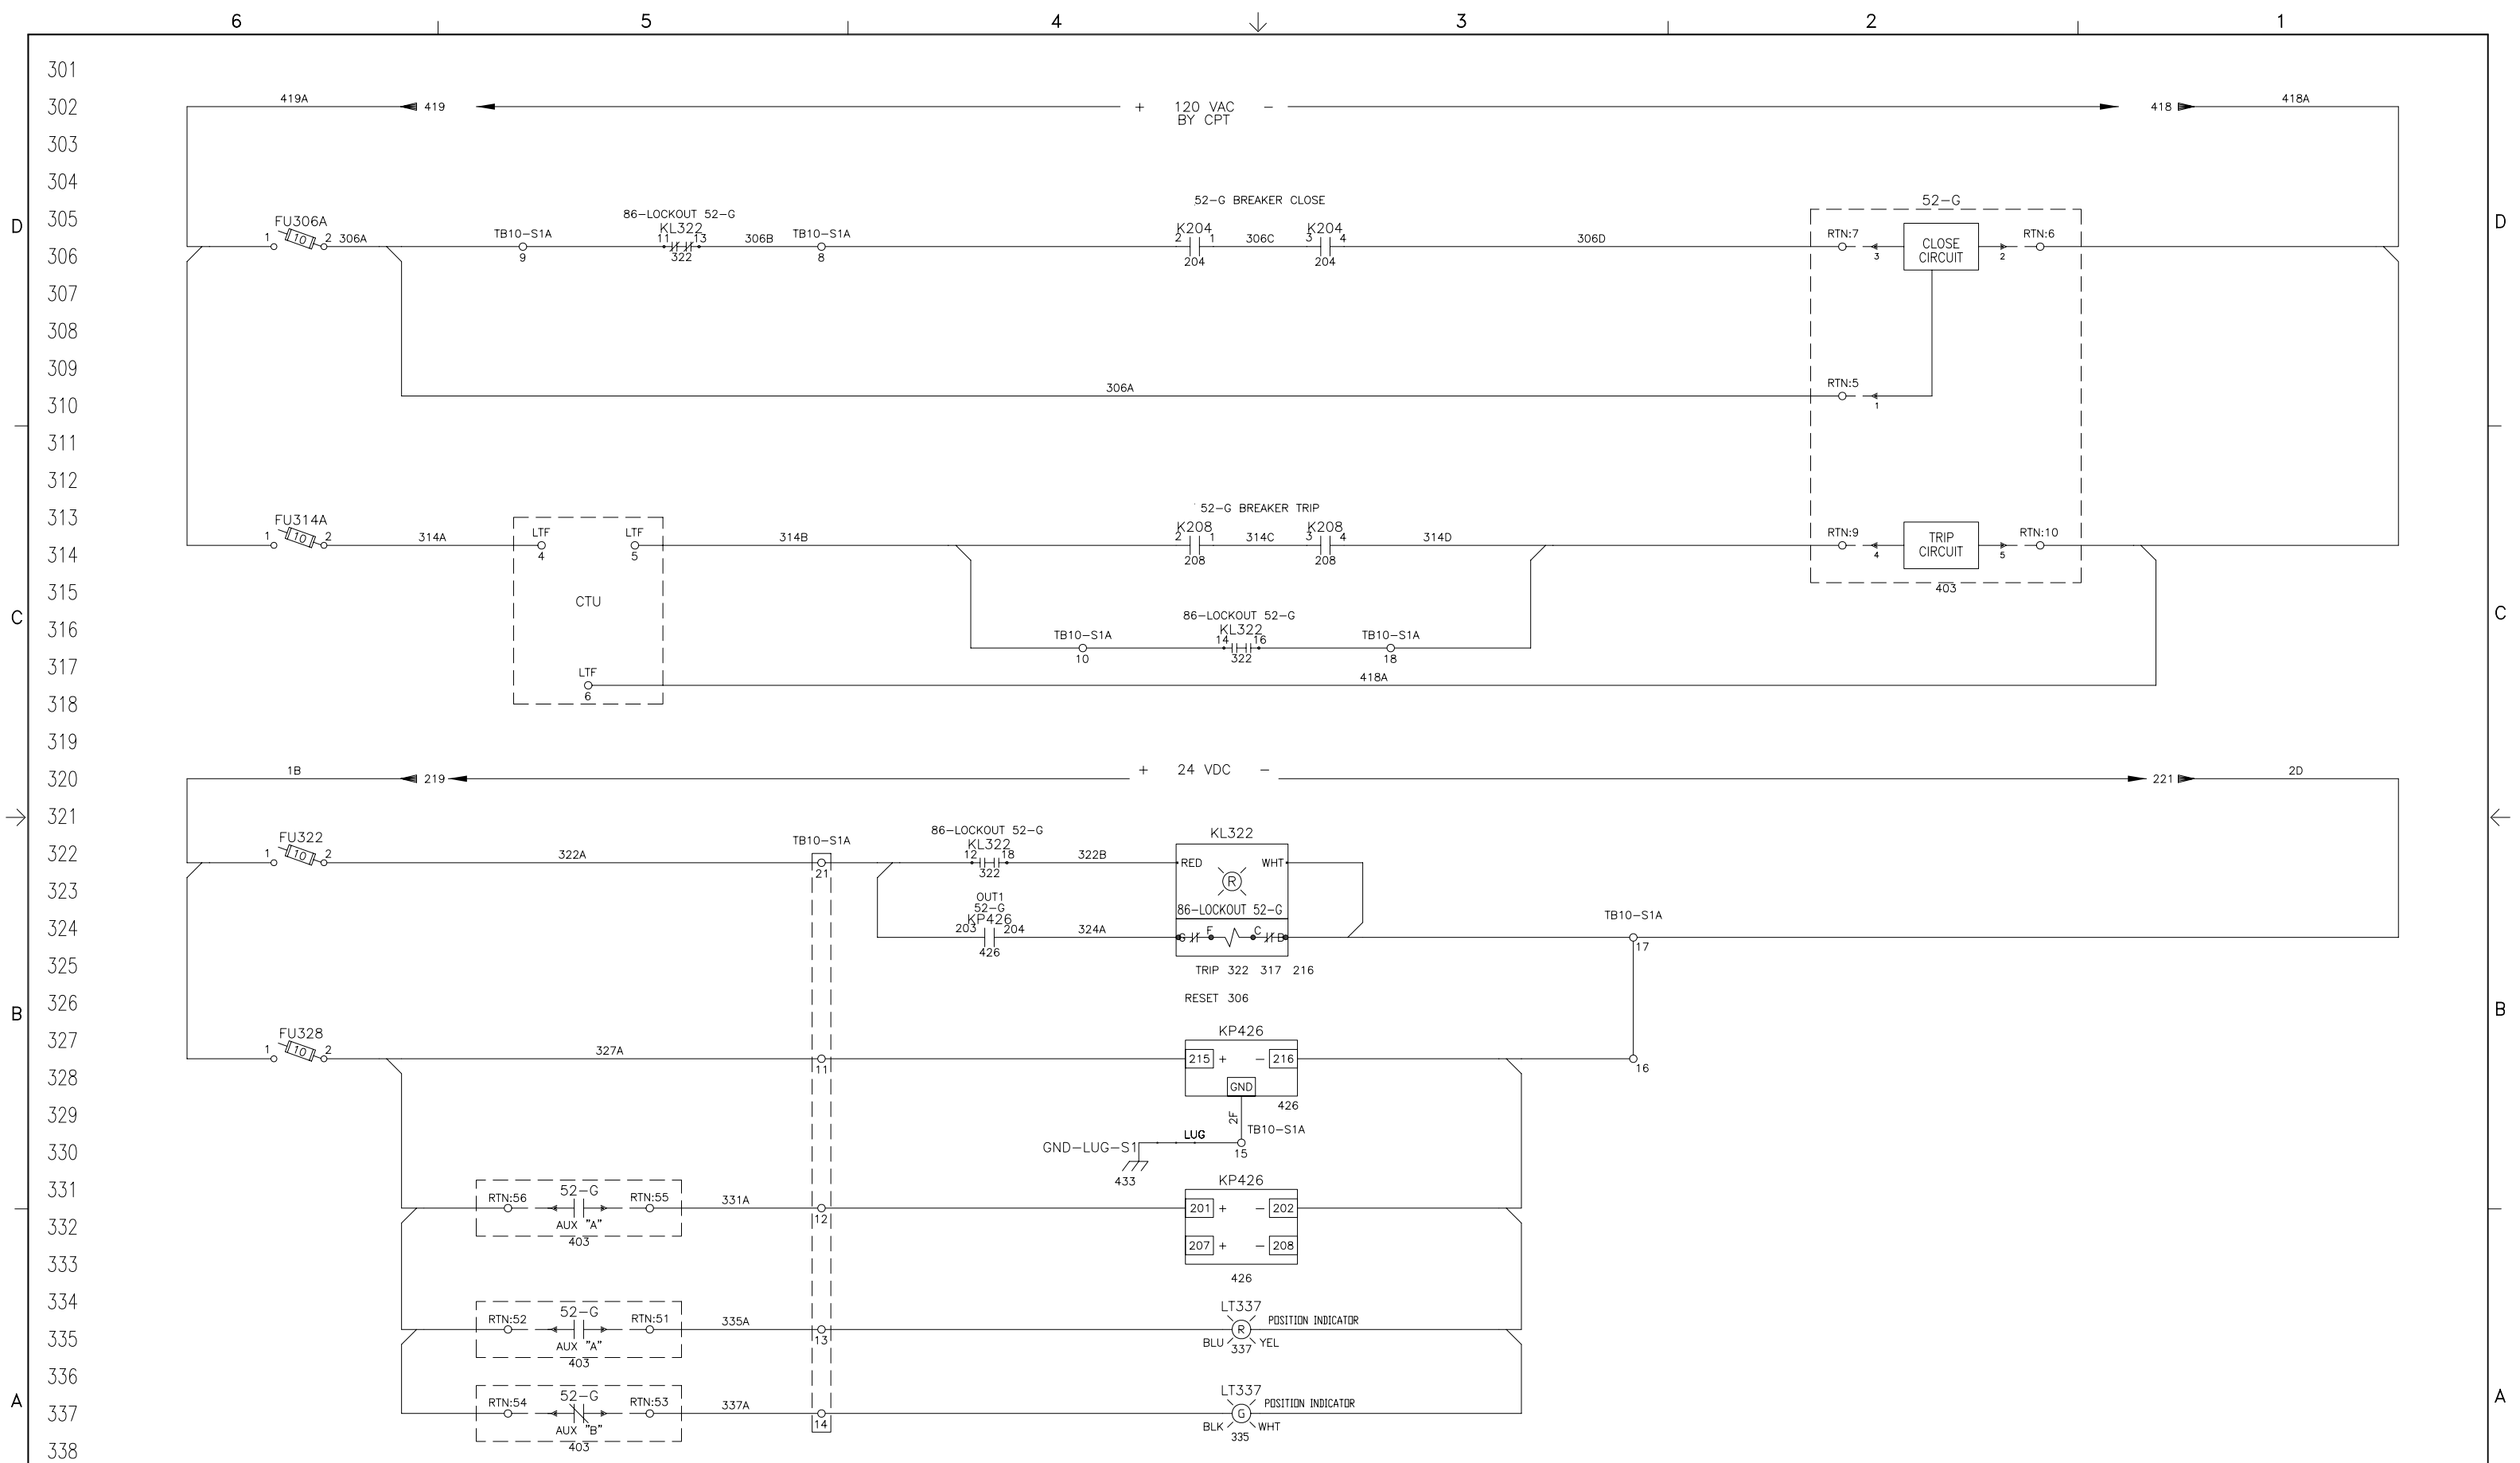 6 5 4 3 2 1
301
302
419A 419 + 120 VAC - 418 418A
BY CPT
303
304
52-G BREAKER CLOSE
52-G
305
86-LOCKOUT 52-G
D D
FU306A TB10-S1A KL322 TB10-S1A K204 K204 RTN:7 RTN:6
1 10 2 306A 11 13 306B 2 1 306C 3 4 306D CLOSE
CIRCUIT
306
9 322 8 204 204 3 2
307
308
309
306A RTN:5
310
1
311
312
313
52-G BREAKER TRIP
FU314A LTF LTF K208 K208 RTN:9 RTN:10
1 10 2 314A 314B 2 1 314C 3 4 314D TRIP
CIRCUIT
314
4 5 208 208 4 5
315
CTU 403
C C
316
86-LOCKOUT 52-G
TB10-S1A KL322 TB10-S1A
14 16
10 322 18
317
LTF 418A
6
318
319
320
1B 219 + 24 VDC - 221 2D
321
86-LOCKOUT 52-G KL322
322
FU322 TB10-S1A KL322
1 10 2 322A 12 18 322B RED WHT
21 322
323
R
OUT1
52-G 86-LOCKOUT 52-G
324
KP426 TB10-S1A
203 204 324A G F C B
426 17
325
TRIP 322 317 216
326
RESET 306
B B
327
FU328 KP426
1 10 2 327A 215 + - 216
11 16
328
GND
426
329
2F
LUG TB10-S1A
330
GND-LUG-S1 15
433
331
52-G KP426
RTN:56 RTN:55 331A 201 + - 202
12
332
AUX "A"
403
207 + - 208
333
426
334
52-G LT337
RTN:52 RTN:51 335A R POSITION INDICATOR
335
13
AUX "A" BLU 337 YEL
403
336
52-G LT337
A A
RTN:54 RTN:53 337A G POSITION INDICATOR
337
14
AUX "B" BLK WHT
335
403
338